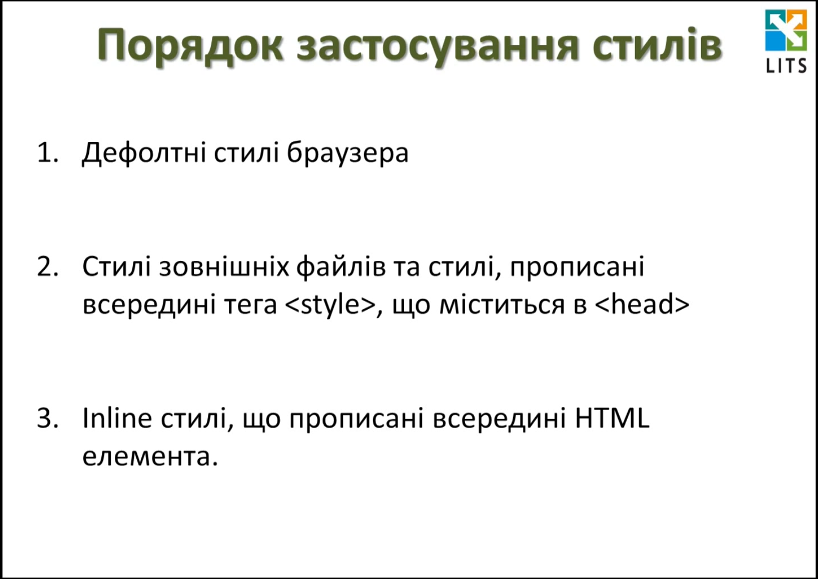 Порядок застосування стилів
LITS
1. Дефолтні стилі браузера
2. Стилі зовнішніх файлів та стилі, прописані
всередині тега <style>, що міститься в <head>
3. Inline стилі, що прописані всередині HTML
елемента.